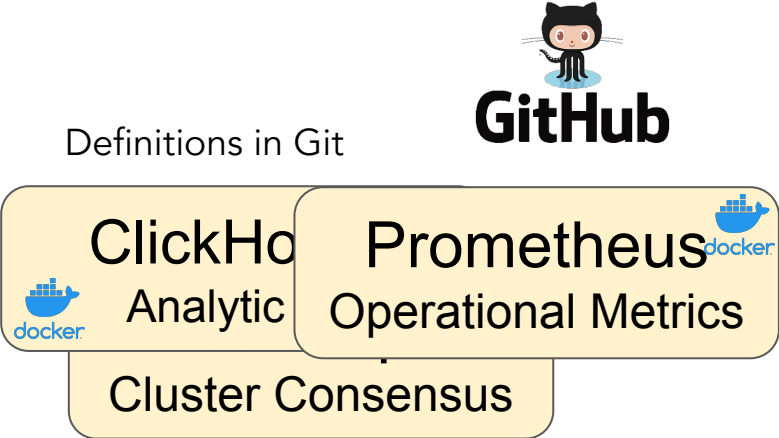 GitHub
Definitions in Git
ClickHo
Analytic
docker
Prometheus
docker
Operational Metrics
Cluster Consensus